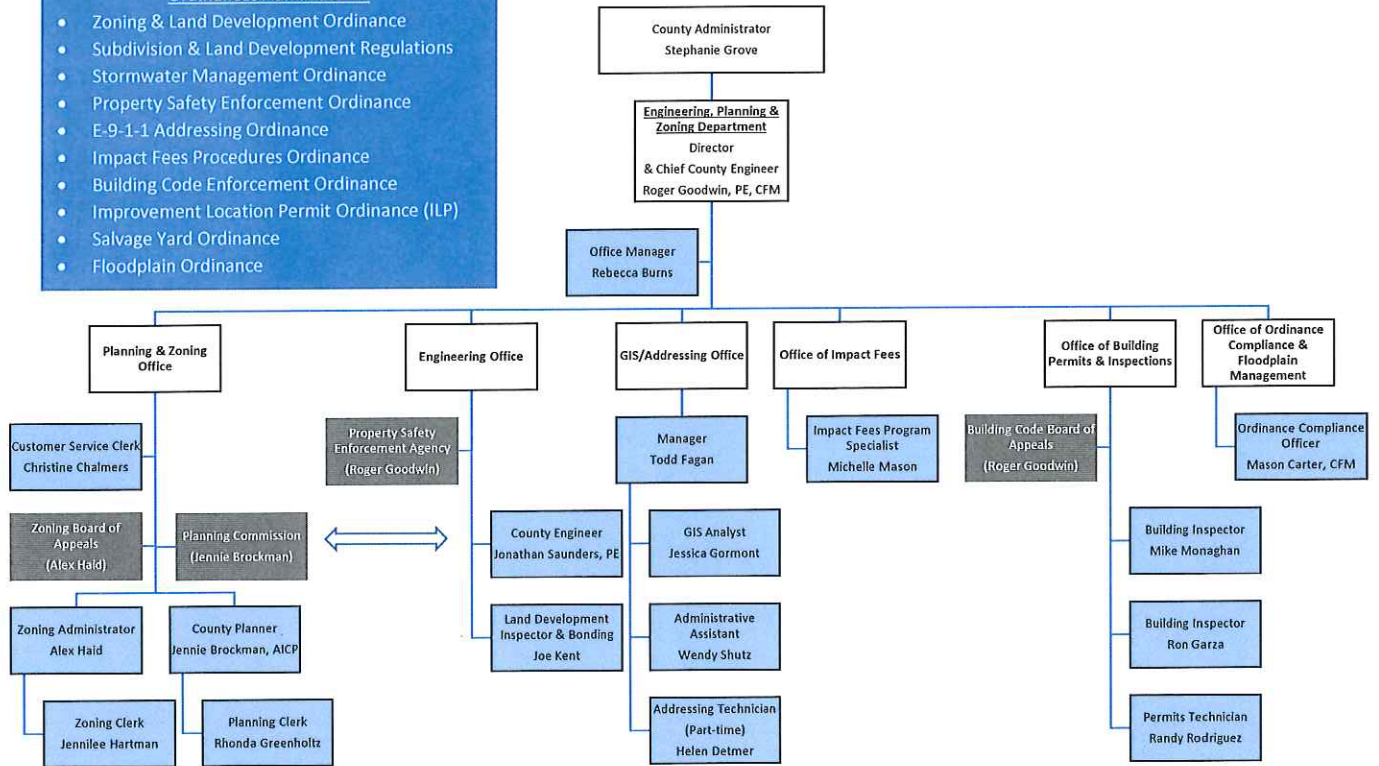 • Zoning & Land Development Ordinance
• Subdivision & Land Development Regulations
• Stormwater Management Ordinance
• Property Safety Enforcement Ordinance
• E-9-1-1 Addressing Ordinance
• Impact Fees Procedures Ordinance
• Building Code Enforcement Ordinance
• Improvement Location Permit Ordinance (ILP)
• Salvage Yard Ordinance
• Floodplain Ordinance
County Administrator
Stephanie Grove
Engineering, Planning &
Zoning Department
Director
& Chief County Engineer
Roger Goodwin, PE, CFM
Office Manager
Rebecca Burns
Planning & Zoning
Office
Engineering Office
GIS/Addressing Office
Office of Impact Fees
Office of Building
Permits & Inspections
Office of Ordinance
Compliance &
Floodplain
Management
Customer Service Clerk
Christine Chalmers
Property Safety
Enforcement Agency
(Roger Goodwin)
Manager
Todd Fagan
Impact Fees Program
Specialist
Michelle Mason
Building Code Board of
Appeals
(Roger Goodwin)
Ordinance Compliance
Officer
Mason Carter, CFM
Zoning Board of
Appeals
(Alex Haid)
Planning Commission
(Jennie Brockman)
County Engineer
Jonathan Saunders, PE
GIS Analyst
Jessica Gormont
Building Inspector
Mike Monaghan
Zoning Administrator
Alex Haid
County Planner
Jennie Brockman, AICP
Land Development
Inspector & Bonding
Joe Kent
Administrative
Assistant
Wendy Shutz
Building Inspector
Ron Garza
Zoning Clerk
Jennilee Hartman
Planning Clerk
Rhonda Greenholtz
Addressing Technician
(Part-time)
Helen Detmer
Permits Technician
Randy Rodriguez